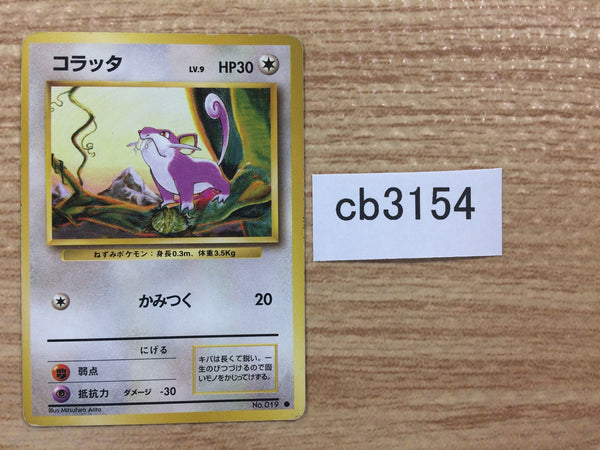 コラッタ LV.9 HP30
ねずみポケモン：身長0.3m、体重3.5Kg
かみつく 20
にげる
弱点
抵抗力 ダメージ -30
キバは長くて鋭い。一
生のびつづけるので固
いモノをかじってけずる。
Illus. Mitsuhiro Arita
No.019
cb3154